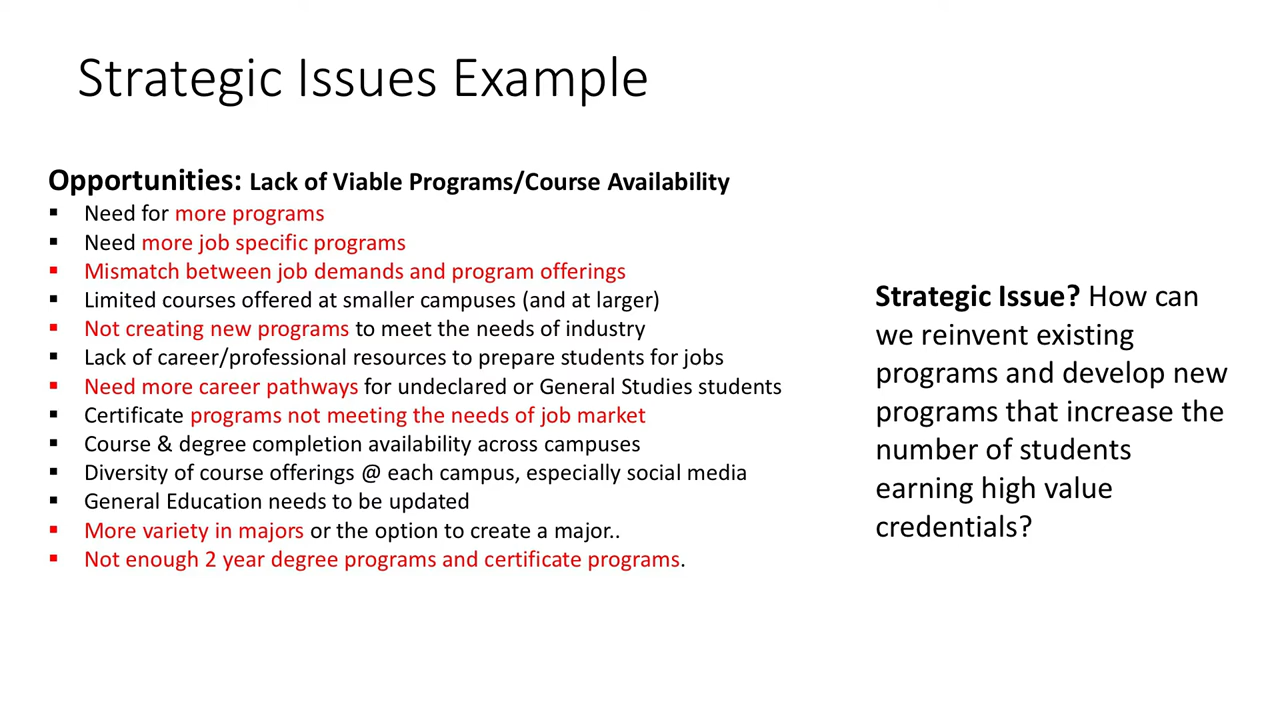 Strategic Issues Example
Opportunities: Lack of Viable Programs/Course Availability
▪ Need for more programs
▪ Need more job specific programs
▪ Mismatch between job demands and program offerings
▪ Limited courses offered at smaller campuses (and at larger)
▪ Not creating new programs to meet the needs of industry
▪ Lack of career/professional resources to prepare students for jobs
▪ Need more career pathways for undeclared or General Studies students
▪ Certificate programs not meeting the needs of job market
▪ Course & degree completion availability across campuses
▪ Diversity of course offerings @ each campus, especially social media
▪ General Education needs to be updated
▪ More variety in majors or the option to create a major..
▪ Not enough 2 year degree programs and certificate programs.
Strategic Issue? How can
we reinvent existing
programs and develop new
programs that increase the
number of students
earning high value
credentials?